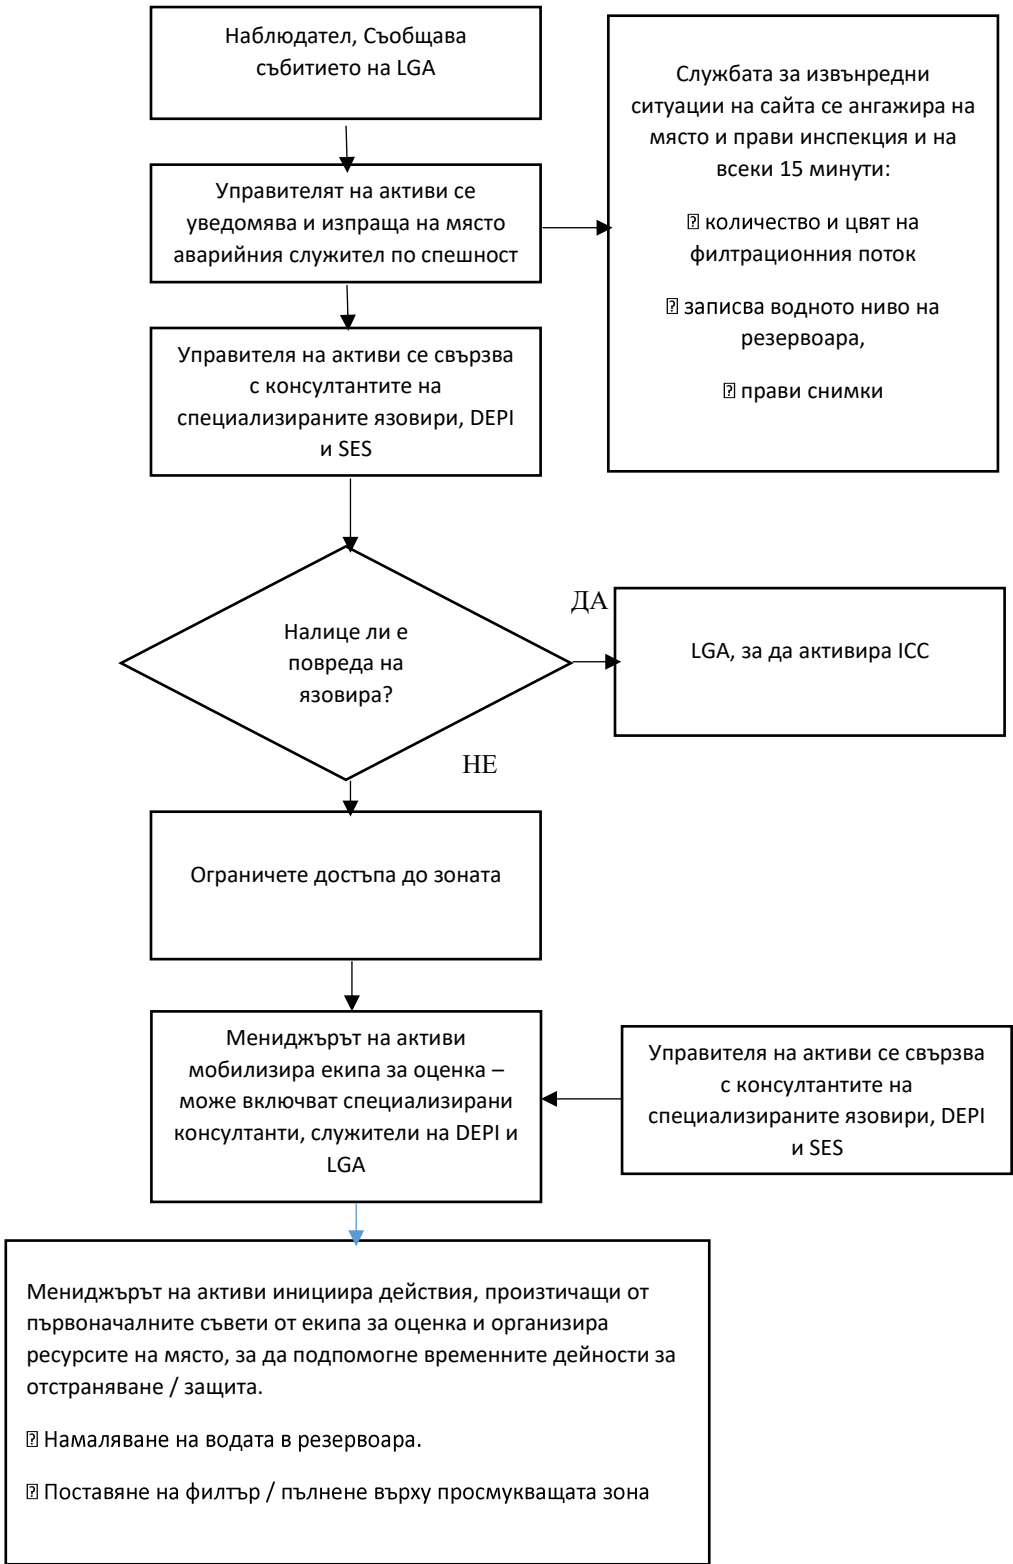 Наблюдател, Съобщава
събитието на LGA
Службата за извънредни
ситуации на сайта се ангажира на
място и прави инспекция и на
всеки 15 минути:
⍰ количество и цвят на
филтрационния поток
⍰ записва водното ниво на
резервоара,
⍰ прави снимки
Управителят на активи се
уведомява и изпраща на място
аварийния служител по спешност
Управителя на активи се свързва
с консултантите на
специализираните язовири, DEPI
и SES
Налице ли е
повреда на
язовира?
ДА
LGA, за да активира ICC
НЕ
Ограничете достъпа до зоната
Мениджърът на активи
мобилизира екипа за оценка –
може включват специализирани
консултанти, служители на DEPI и
LGA
Управителя на активи се свързва
с консултантите на
специализираните язовири, DEPI
и SES
Мениджърът на активи инициира действия, произтичащи от
първоначалните съвети от екипа за оценка и организира
ресурсите на място, за да подпомогне временните дейности за
отстраняване / защита.
⍰ Намаляване на водата в резервоара.
⍰ Поставяне на филтър / пълнене върху просмукващата зона